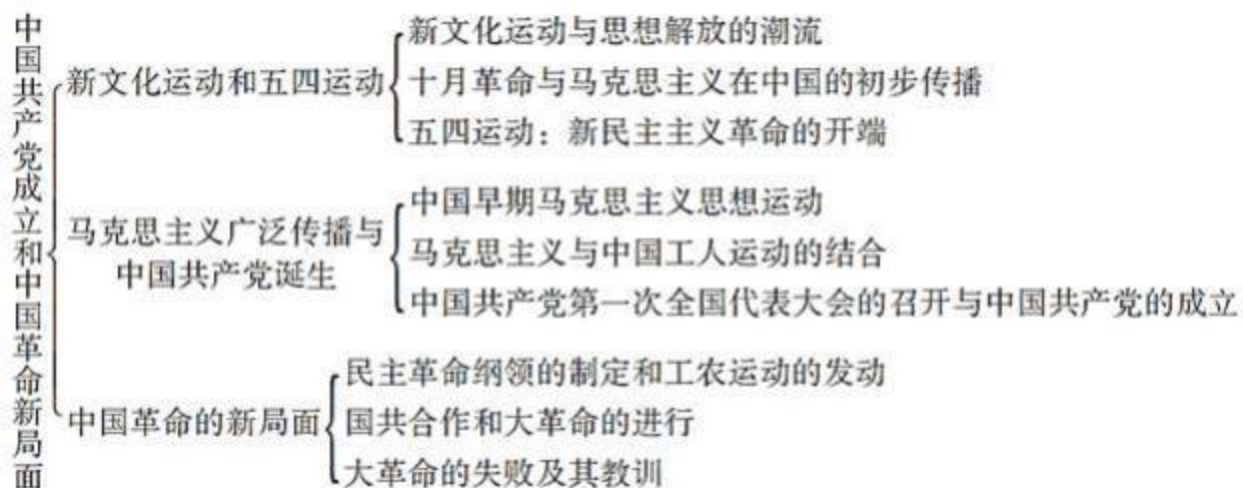 中国共产党成立和中国革命新局面
新文化运动和五四运动
新文化运动与思想解放的潮流
十月革命与马克思主义在中国的初步传播
五四运动：新民主主义革命的开端
马克思主义广泛传播与
中国共产党诞生
中国早期马克思主义思想运动
马克思主义与中国工人运动的结合
中国共产党第一次全国代表大会的召开与中国共产党的成立
中国革命的新局面
民主革命纲领的制定和工农运动的发动
国共合作和大革命的进行
大革命的失败及其教训